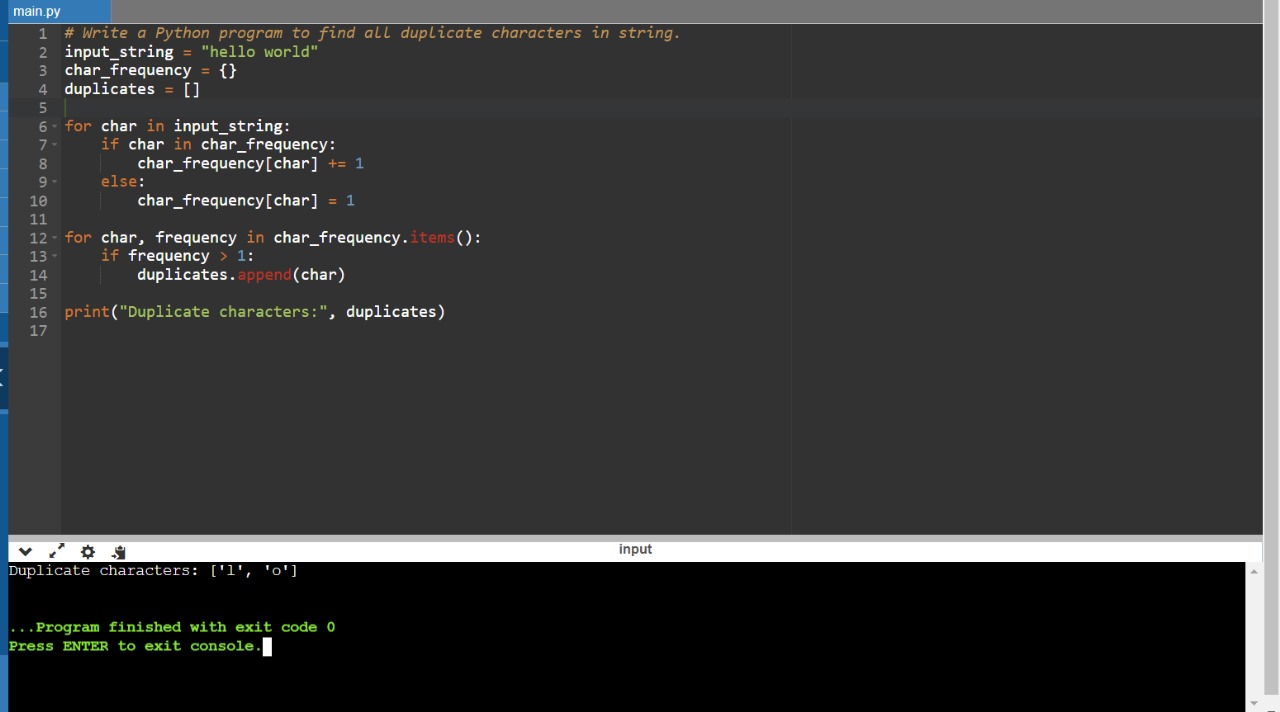 main.py
1 # Write a Python program to find all duplicate characters in string.
2 input_string = "hello world"
3 char_frequency = {}
4 duplicates = []
5
6 for char in input_string:
7     if char in char_frequency:
8         char_frequency[char] += 1
9     else:
10         char_frequency[char] = 1
11
12 for char, frequency in char_frequency.items():
13     if frequency > 1:
14         duplicates.append(char)
15
16 print("Duplicate characters:", duplicates)
17
input
Duplicate characters: ['l', 'o']
...Program finished with exit code 0
Press ENTER to exit console.